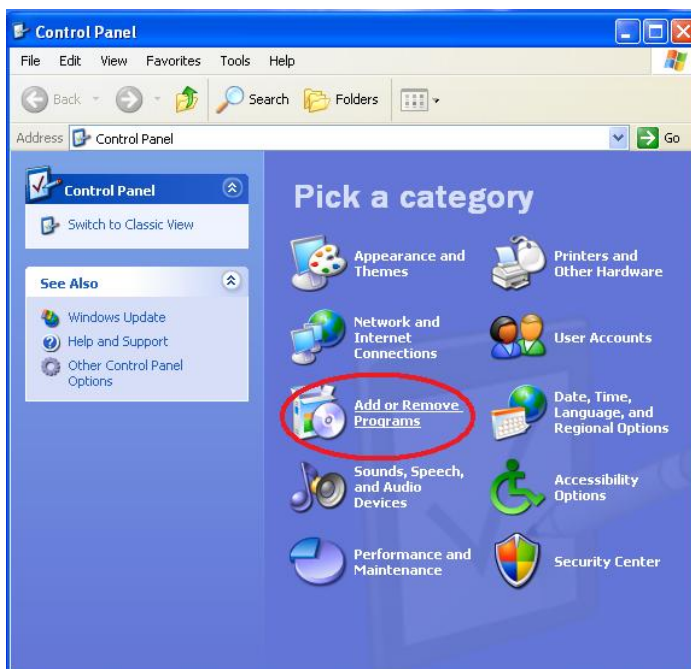 Control Panel
File Edit View Favorites Tools Help
Back Search Folders
Address Control Panel Go
Control Panel
Switch to Classic View
See Also
Windows Update
Help and Support
Other Control Panel
Options
Pick a category
Appearance and
Themes
Printers and
Other Hardware
Network and
Internet
Connections
User Accounts
Add or Remove
Programs
Date, Time,
Language, and
Regional Options
Sounds, Speech,
and Audio
Devices
Accessibility
Options
Performance and
Maintenance
Security Center